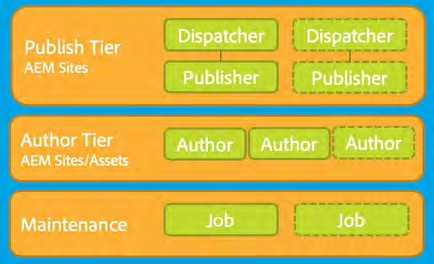 Publish Tier
AEM Sites
Dispatcher
Dispatcher
Publisher
Publisher
Author Tier
AEM Sites/Assets
Author
Author
Author
Maintenance
Job
Job